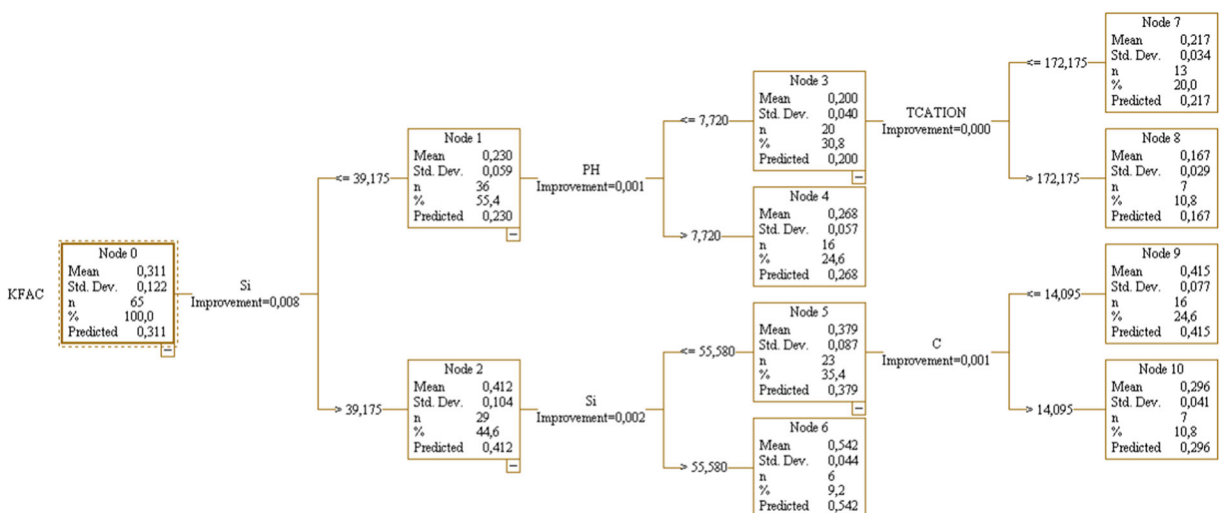 KFAC
Node 0
Mean 0,311
Std. Dev. 0,122
n 65
% 100,0
Predicted 0,311
Si
Improvement=0,008
<= 39,175
> 39,175
Node 1
Mean 0,230
Std. Dev. 0,059
n 36
% 55,4
Predicted 0,230
Node 2
Mean 0,412
Std. Dev. 0,104
n 29
% 44,6
Predicted 0,412
PH
Improvement=0,001
<= 7,720
> 7,720
Si
Improvement=0,002
<= 55,580
> 55,580
Node 3
Mean 0,200
Std. Dev. 0,040
n 20
% 30,8
Predicted 0,200
Node 4
Mean 0,268
Std. Dev. 0,057
n 16
% 24,6
Predicted 0,268
Node 5
Mean 0,379
Std. Dev. 0,087
n 23
% 35,4
Predicted 0,379
Node 6
Mean 0,542
Std. Dev. 0,044
n 6
% 9,2
Predicted 0,542
TCATION
Improvement=0,000
<= 172,175
> 172,175
C
Improvement=0,001
<= 14,095
> 14,095
Node 7
Mean 0,217
Std. Dev. 0,034
n 13
% 20,0
Predicted 0,217
Node 8
Mean 0,167
Std. Dev. 0,029
n 7
% 10,8
Predicted 0,167
Node 9
Mean 0,415
Std. Dev. 0,077
n 16
% 24,6
Predicted 0,415
Node 10
Mean 0,296
Std. Dev. 0,041
n 7
% 10,8
Predicted 0,296